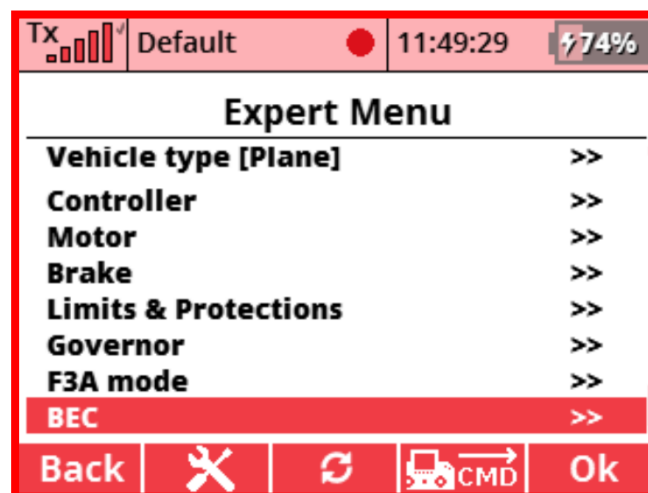 Tx Default 11:49:29 74%
Expert Menu
Vehicle type [Plane] >>
Controller >>
Motor >>
Brake >>
Limits & Protections >>
Governor >>
F3A mode >>
BEC >>
Back CMD Ok